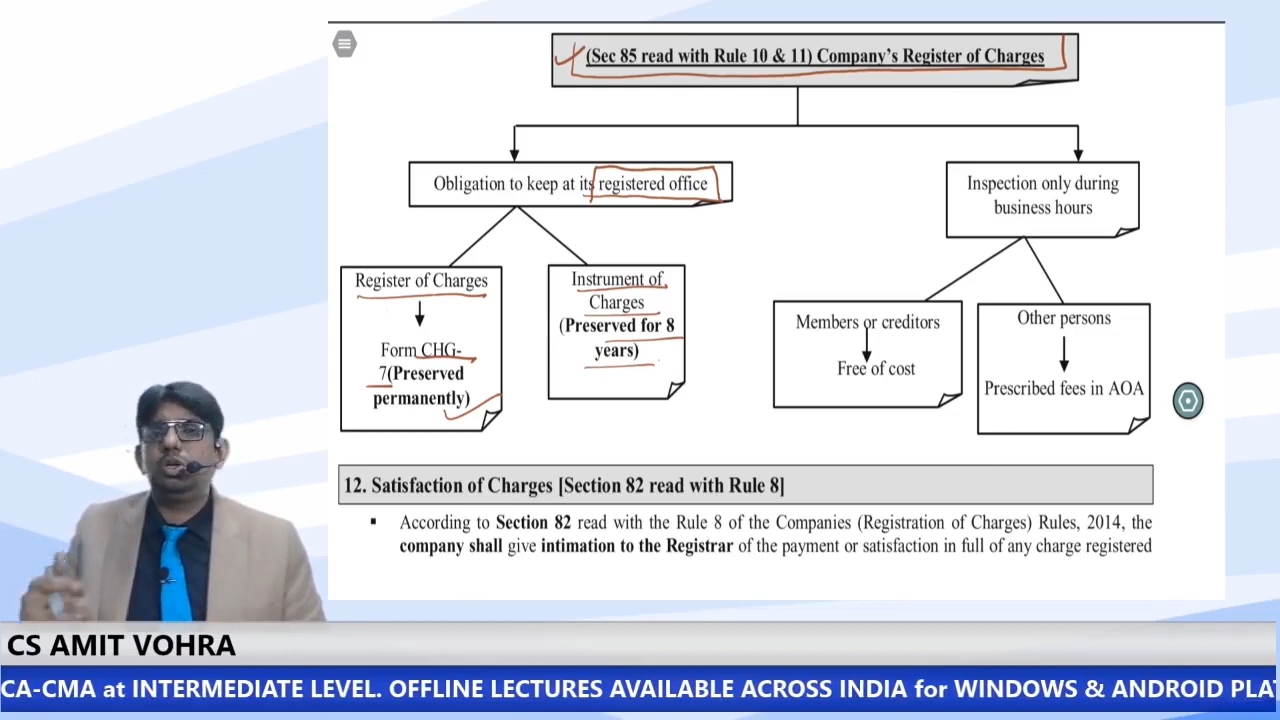 (Sec 85 read with Rule 10 & 11) Company's Register of Charges
Obligation to keep at its registered office
Inspection only during
business hours
Register of Charges
Form CHG-
7(Preserved
permanently)
Instrument of
Charges
(Preserved for 8
years)
Members or creditors
Free of cost
Other persons
Prescribed fees in AOA
12. Satisfaction of Charges [Section 82 read with Rule 8]
▪ According to Section 82 read with the Rule 8 of the Companies (Registration of Charges) Rules, 2014, the
company shall give intimation to the Registrar of the payment or satisfaction in full of any charge registered
CS AMIT VOHRA
CA-CMA at INTERMEDIATE LEVEL. OFFLINE LECTURES AVAILABLE ACROSS INDIA for WINDOWS & ANDROID PLAT